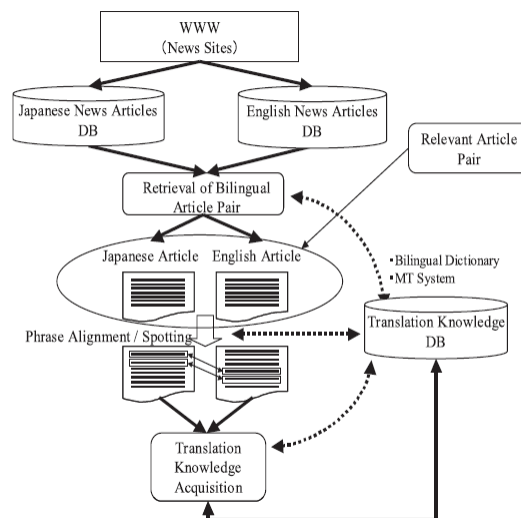 WWW
(News Sites)
Japanese News Articles
DB
English News Articles
DB
Relevant Article
Pair
Retrieval of Bilingual
Article Pair
Japanese Article
English Article
▪Bilingual Dictionary
▪MT System
Translation Knowledge
DB
Phrase Alignment / Spotting
Translation
Knowledge
Acquisition